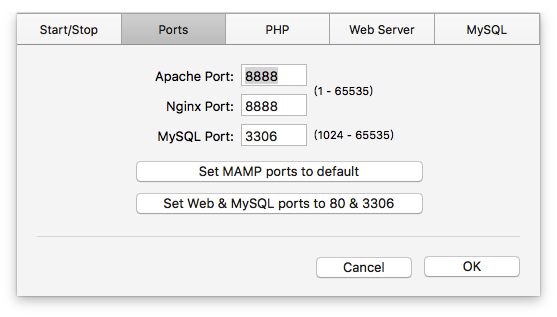 Start/Stop Ports PHP Web Server MySQL
Apache Port: 8888
(1 - 65535)
Nginx Port: 8888
MySQL Port: 3306 (1024 - 65535)
Set MAMP ports to default
Set Web & MySQL ports to 80 & 3306
Cancel OK